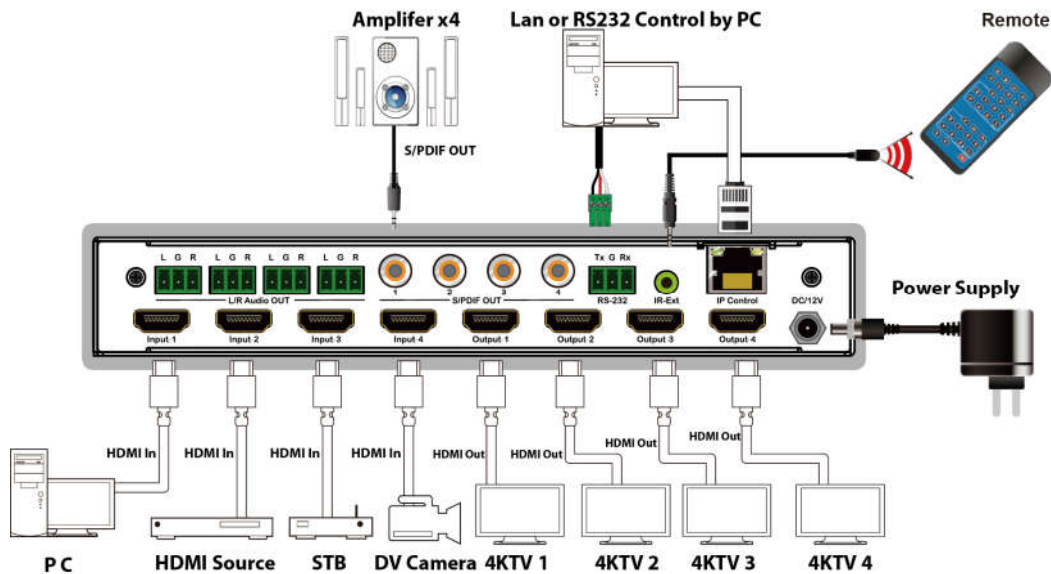 Amplifer x4
Lan or RS232 Control by PC
Remote
S/PDIF OUT
L G R L G R L G R L G R
Tx G Rx
1 2 3 4
L/R Audio OUT S/PDIF OUT RS-232 IR-Ext IP Control DC/12V
Power Supply
Input 1 Input 2 Input 3 Input 4 Output 1 Output 2 Output 3 Output 4
HDMI In HDMI In HDMI In HDMI In HDMI Out HDMI Out HDMI Out HDMI Out
PC HDMI Source STB DV Camera 4KTV 1 4KTV 2 4KTV 3 4KTV 4